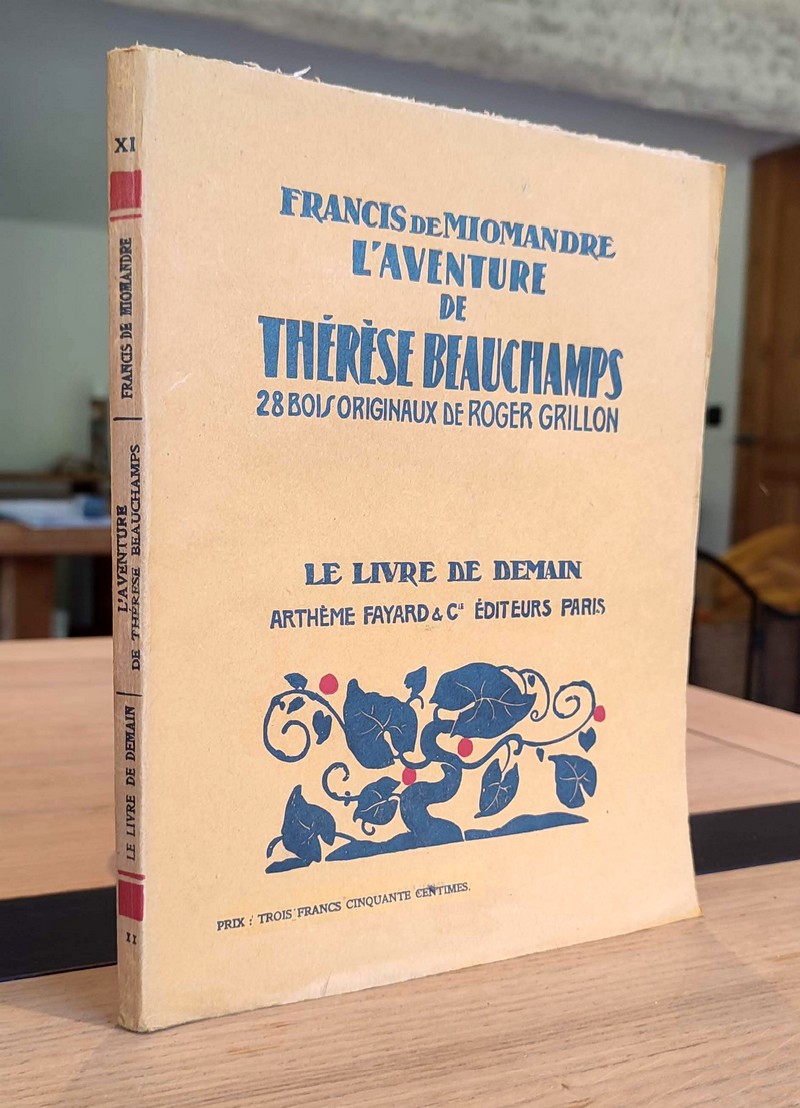 XI
FRANCIS DE MIOMANDRE
L'AVENTURE
DE THÉRÈSE BEAUCHAMPS
LE LIVRE DE DEMAIN
II
FRANCIS DE MIOMANDRE
L'AVENTURE
DE
THÉRÈSE BEAUCHAMPS
28 BOIS ORIGINAUX DE ROGER GRILLON
LE LIVRE DE DEMAIN
ARTHÈME FAYARD & Cie ÉDITEURS PARIS
PRIX : TROIS FRANCS CINQUANTE CENTIMES.